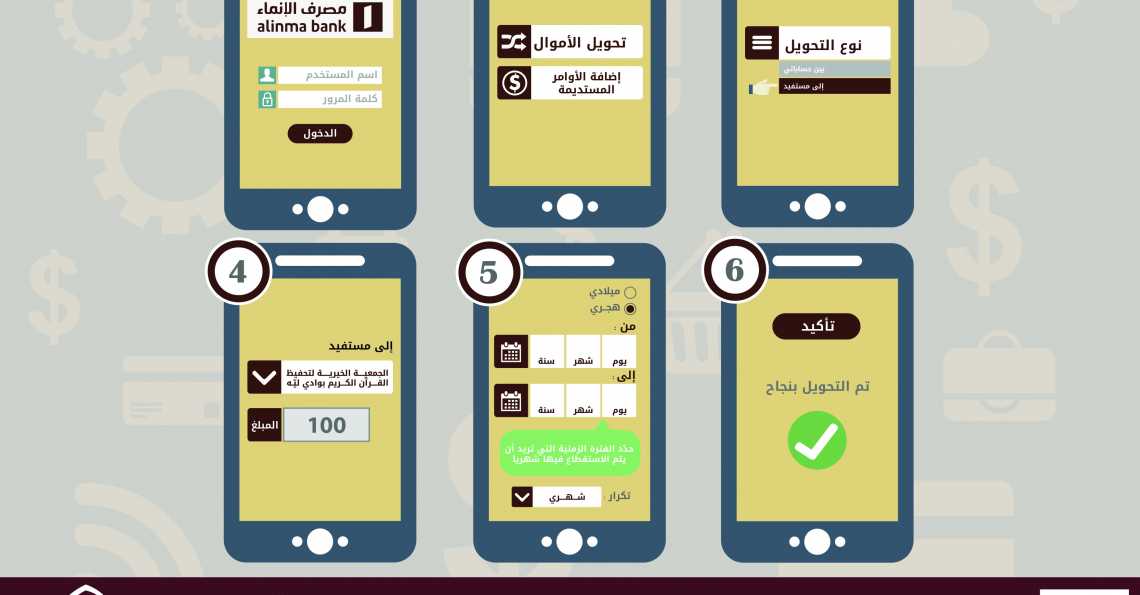 مصرف الإنماء
alinma bank
اسم المستخدم
كلمة المرور
الدخول
تحويل الأموال
إضافة الأوامر
المستديمة
نوع التحويل
بين حساباتي
إلى مستفيد
4
إلى مستفيد
الجمعيــة الخيريــة لتحفيظ
القــرآن الكــريم بوادي ليّـه
المبلغ
100
5
ميلادي
هجـري
من :
يوم
شهر
سنة
إلى :
يوم
شهر
سنة
حدّد الفترة الزمنية التي تريد أن
يتم الاستقطاع فيها شهرياً
تكرار :
شــهــري
6
تأكيد
تم التحويل بنجاح